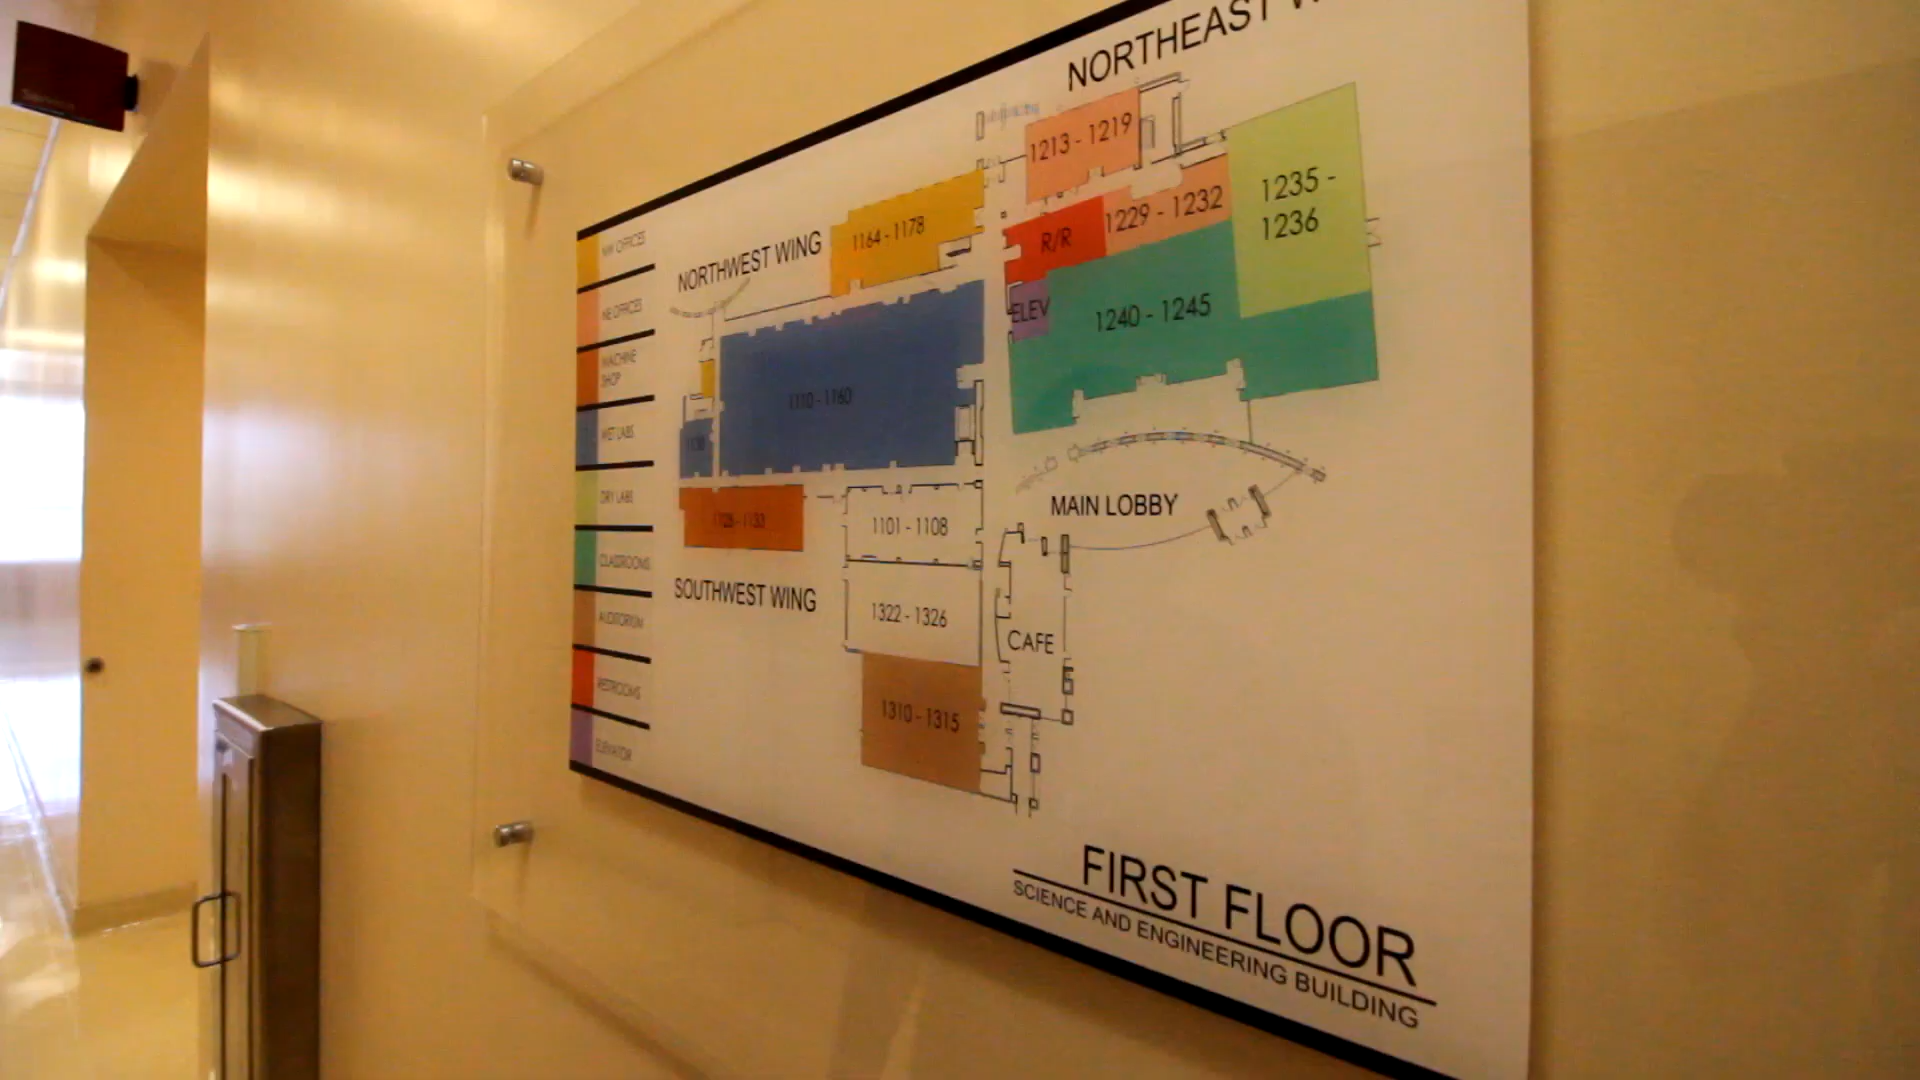 NORTHEAST
1213 - 1219
1235 -
1236
1229 - 1232
R/R
ELEV
1240 - 1245
NORTHWEST WING
1164 - 1178
1110 - 1160
NW OFFICES
NE OFFICES
MACHINE
SHOP
WET LABS
DRY LABS
CLASSROOMS
AUDITORIUM
RESTROOMS
ELEVATOR
1101 - 1108
MAIN LOBBY
SOUTHWEST WING
1322 - 1326
CAFE
1310 - 1315
FIRST FLOOR
SCIENCE AND ENGINEERING BUILDING